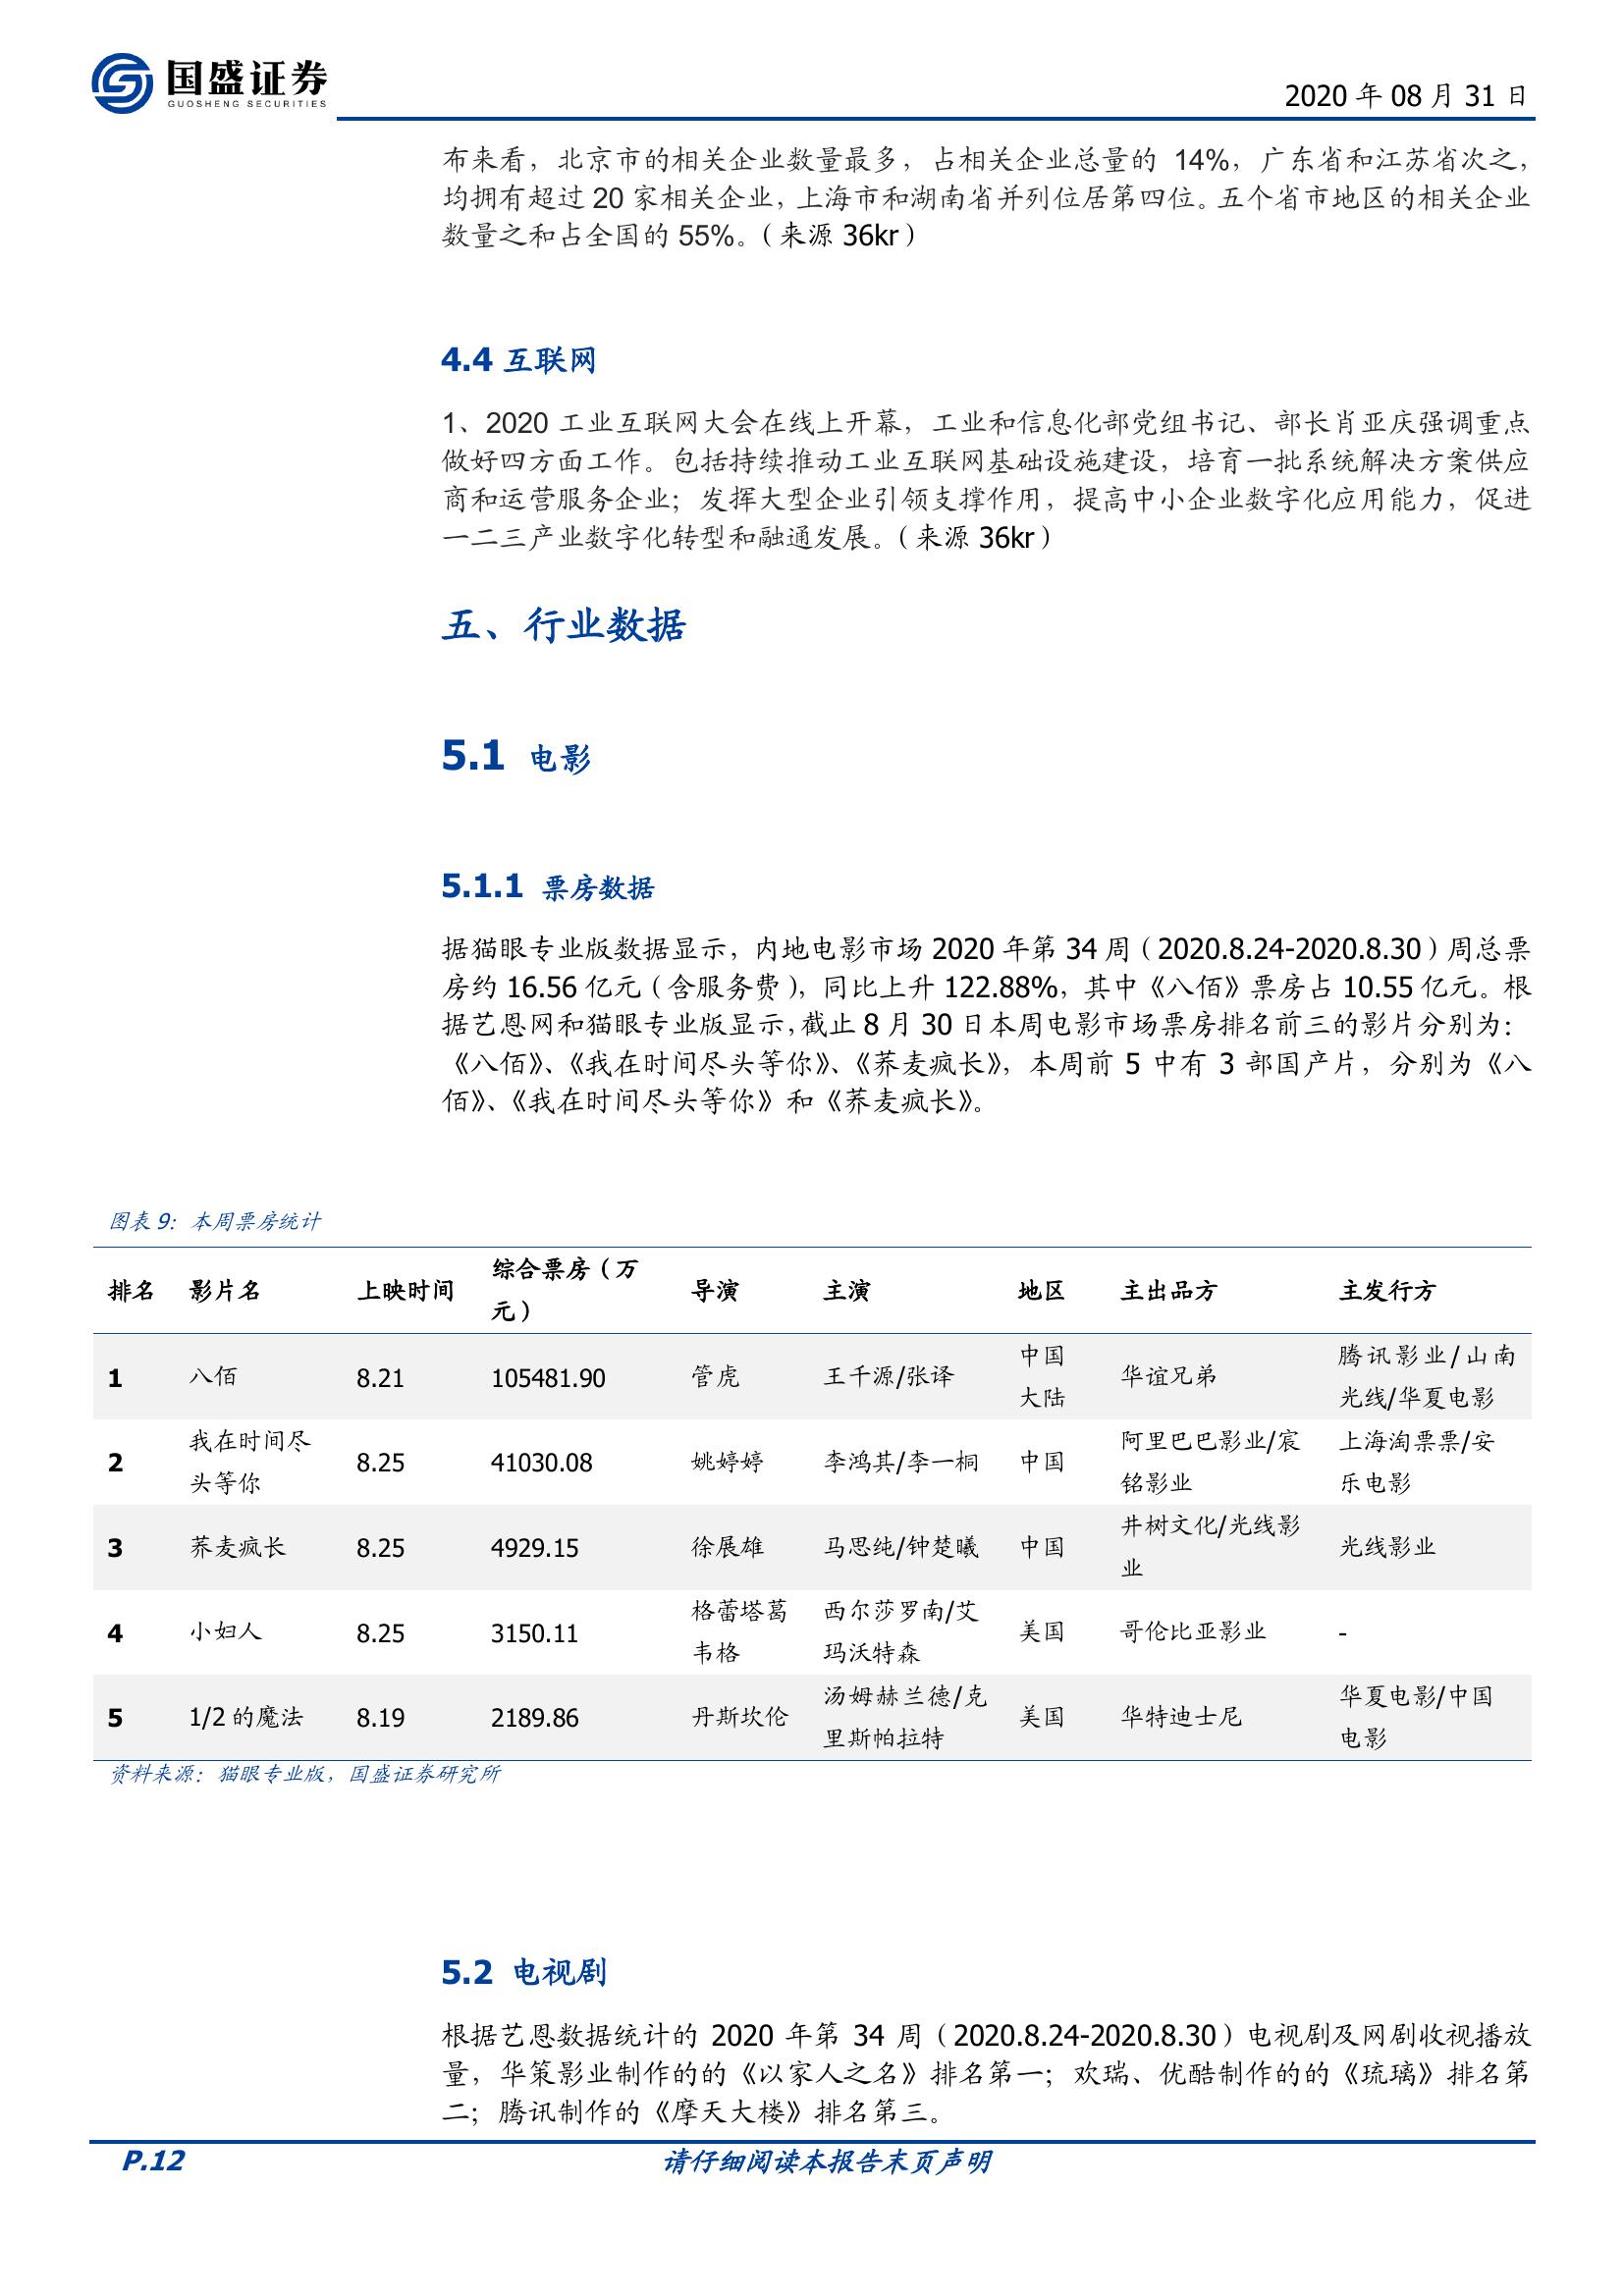 国盛证券
GUOSHENG SECURITIES
2020 年 08 月 31 日
布来看，北京市的相关企业数量最多，占相关企业总量的 14%，广东省和江苏省次之，
均拥有超过 20 家相关企业，上海市和湖南省并列位居第四位。五个省市地区的相关企业
数量之和占全国的 55%。（来源 36kr）
4.4 互联网
1、2020 工业互联网大会在线上开幕，工业和信息化部党组书记、部长肖亚庆强调重点
做好四方面工作。包括持续推动工业互联网基础设施建设，培育一批系统解决方案供应
商和运营服务企业；发挥大型企业引领支撑作用，提高中小企业数字化应用能力，促进
一二三产业数字化转型和融通发展。（来源 36kr）
五、行业数据
5.1 电影
5.1.1 票房数据
据猫眼专业版数据显示，内地电影市场 2020 年第 34 周（2020.8.24-2020.8.30）周总票
房约 16.56 亿元（含服务费），同比上升 122.88%，其中《八佰》票房占 10.55 亿元。根
据艺恩网和猫眼专业版显示，截止 8 月 30 日本周电影市场票房排名前三的影片分别为：
《八佰》、《我在时间尽头等你》、《荞麦疯长》，本周前 5 中有 3 部国产片，分别为《八
佰》、《我在时间尽头等你》和《荞麦疯长》。
图表 9：本周票房统计
排名 影片名 上映时间 综合票房（万 导演 主演 地区 主出品方 主发行方
元）
1 八佰 8.21 105481.90 管虎 王千源/张译 中国 华谊兄弟 腾讯影业/山南
大陆 光线/华夏电影
2 我在时间尽 8.25 41030.08 姚婷婷 李鸿其/李一桐 中国 阿里巴巴影业/宸 上海淘票票/安
头等你 铭影业 乐电影
3 荞麦疯长 8.25 4929.15 徐展雄 马思纯/钟楚曦 中国 井树文化/光线影 光线影业
业
4 小妇人 8.25 3150.11 格蕾塔葛 西尔莎罗南/艾 美国 哥伦比亚影业 -
韦格 玛沃特森
5 1/2 的魔法 8.19 2189.86 丹斯坎伦 汤姆赫兰德/克 美国 华特迪士尼 华夏电影/中国
里斯帕拉特 电影
资料来源：猫眼专业版，国盛证券研究所
5.2 电视剧
根据艺恩数据统计的 2020 年第 34 周（2020.8.24-2020.8.30）电视剧及网剧收视播放
量，华策影业制作的的《以家人之名》排名第一；欢瑞、优酷制作的的《琉璃》排名第
二；腾讯制作的《摩天大楼》排名第三。
P.12 请仔细阅读本报告末页声明